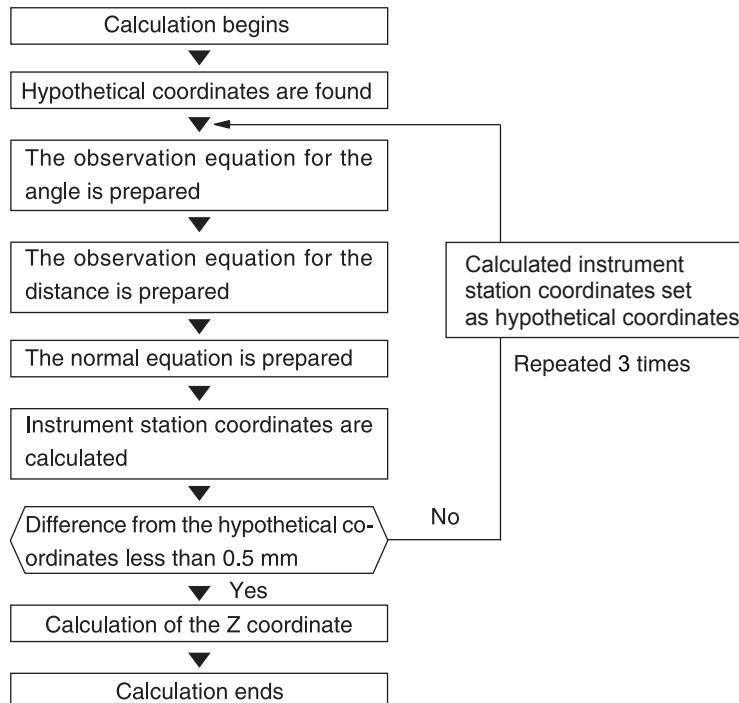 Calculation begins
Hypothetical coordinates are found
The observation equation for the
angle is prepared
The observation equation for the
distance is prepared
The normal equation is prepared
Instrument station coordinates are
calculated
Difference from the hypothetical co-
ordinates less than 0.5 mm
No
Calculated instrument
station coordinates set
as hypothetical coordinates
Repeated 3 times
Yes
Calculation of the Z coordinate
Calculation ends